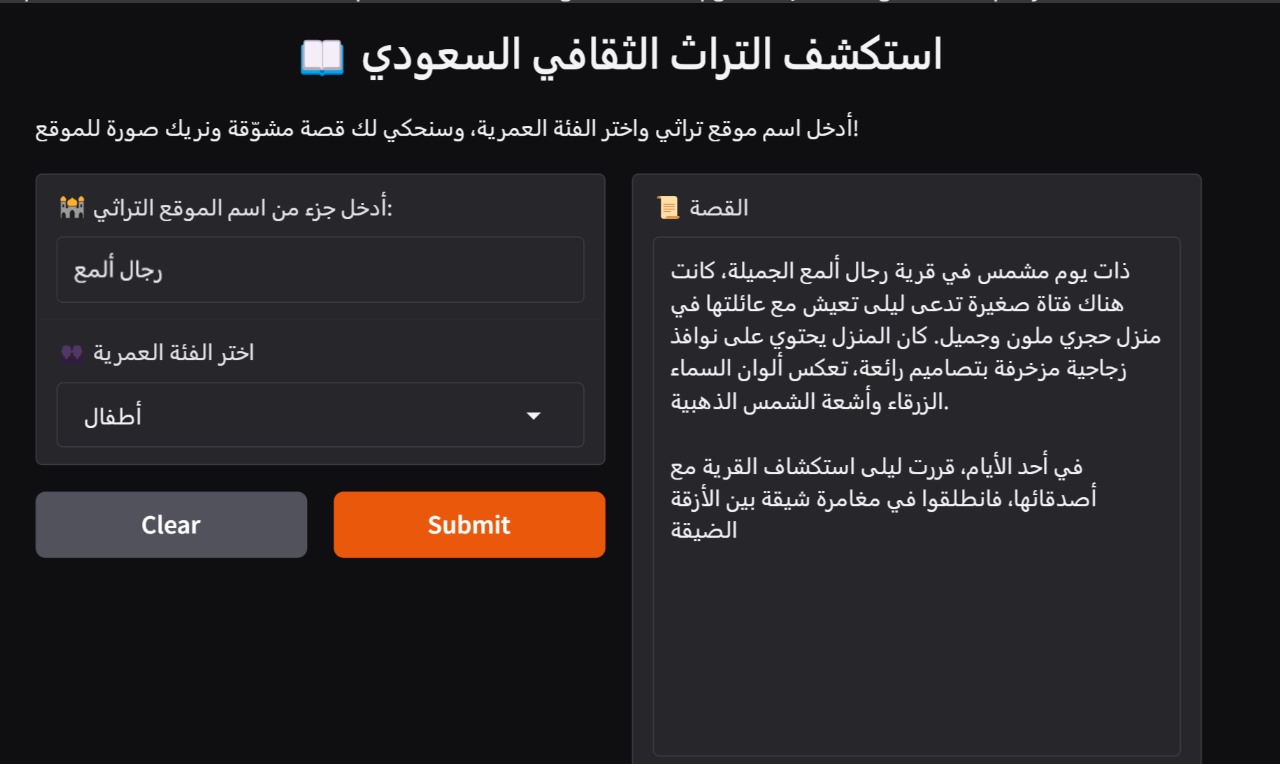 استكشف التراث الثقافي السعودي 📖
أدخل اسم موقع تراثي واختر الفئة العمرية، وسنحكي لك قصة مشوّقة ونريك صورة للموقع!
🕌 أدخل جزء من اسم الموقع التراثي:
رجال ألمع
اختر الفئة العمرية
أطفال
Clear
Submit
📜 القصة
ذات يوم مشمس في قرية رجال ألمع الجميلة، كانت
هناك فتاة صغيرة تدعى ليلى تعيش مع عائلتها في
منزل حجري ملون وجميل. كان المنزل يحتوي على نوافذ
زجاجية مزخرفة بتصاميم رائعة، تعكس ألوان السماء
الزرقاء وأشعة الشمس الذهبية.
في أحد الأيام، قررت ليلى استكشاف القرية مع
أصدقائها، فانطلقوا في مغامرة شيقة بين الأزقة
الضيقة